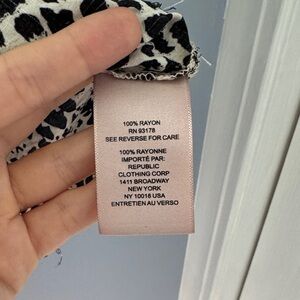 100% RAYON
RN 93178
SEE REVERSE FOR CARE
100% RAYONNE
IMPORTÉ PAR:
REPUBLIC
CLOTHING CORP
1411 BROADWAY
NEW YORK
NY 10018 USA
ENTRETIEN AU VERSO